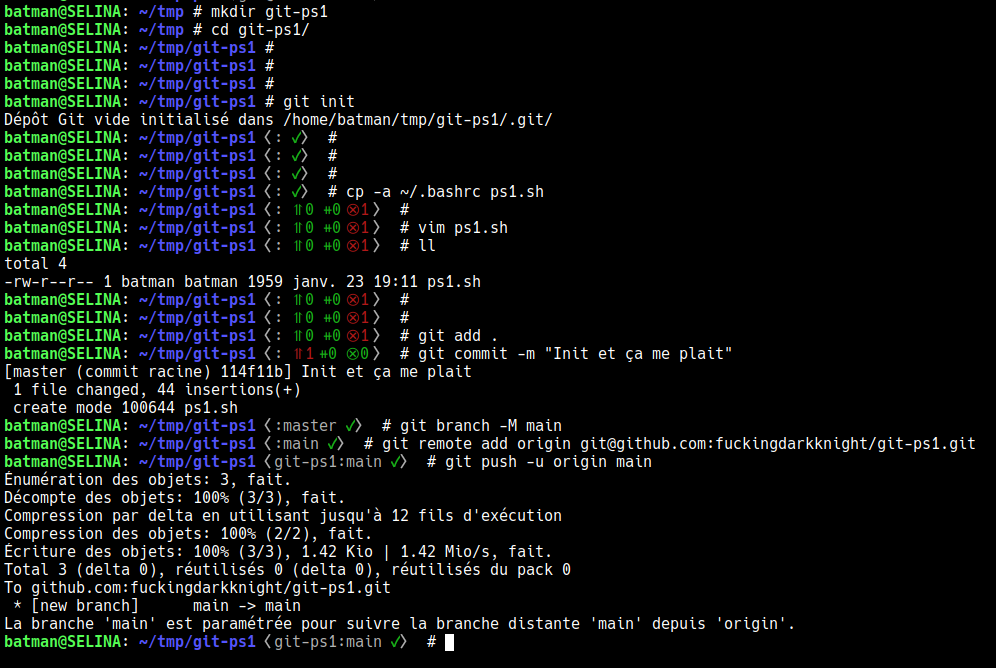 batman@SELINA: ~/tmp # mkdir git-ps1
batman@SELINA: ~/tmp # cd git-ps1/
batman@SELINA: ~/tmp/git-ps1 #
batman@SELINA: ~/tmp/git-ps1 #
batman@SELINA: ~/tmp/git-ps1 #
batman@SELINA: ~/tmp/git-ps1 # git init
Dépôt Git vide initialisé dans /home/batman/tmp/git-ps1/.git/
batman@SELINA: ~/tmp/git-ps1 〈: ✓〉 #
batman@SELINA: ~/tmp/git-ps1 〈: ✓〉 #
batman@SELINA: ~/tmp/git-ps1 〈: ✓〉 #
batman@SELINA: ~/tmp/git-ps1 〈: ✓〉 # cp -a ~/.bashrc ps1.sh
batman@SELINA: ~/tmp/git-ps1 〈: ⥣0 ⧺0 ⊗1〉 #
batman@SELINA: ~/tmp/git-ps1 〈: ⥣0 ⧺0 ⊗1〉 # vim ps1.sh
batman@SELINA: ~/tmp/git-ps1 〈: ⥣0 ⧺0 ⊗1〉 # ll
total 4
-rw-r--r-- 1 batman batman 1959 janv. 23 19:11 ps1.sh
batman@SELINA: ~/tmp/git-ps1 〈: ⥣0 ⧺0 ⊗1〉 #
batman@SELINA: ~/tmp/git-ps1 〈: ⥣0 ⧺0 ⊗1〉 #
batman@SELINA: ~/tmp/git-ps1 〈: ⥣0 ⧺0 ⊗1〉 # git add .
batman@SELINA: ~/tmp/git-ps1 〈: ⥣1 ⧺0 ⊗0〉 # git commit -m "Init et ça me plait"
[master (commit racine) 114f11b] Init et ça me plait
 1 file changed, 44 insertions(+)
 create mode 100644 ps1.sh
batman@SELINA: ~/tmp/git-ps1 〈:master ✓〉 # git branch -M main
batman@SELINA: ~/tmp/git-ps1 〈:main ✓〉 # git remote add origin git@github.com:fuckingdarkknight/git-ps1.git
batman@SELINA: ~/tmp/git-ps1 〈git-ps1:main ✓〉 # git push -u origin main
Énumération des objets: 3, fait.
Décompte des objets: 100% (3/3), fait.
Compression par delta en utilisant jusqu'à 12 fils d'exécution
Compression des objets: 100% (2/2), fait.
Écriture des objets: 100% (3/3), 1.42 Kio | 1.42 Mio/s, fait.
Total 3 (delta 0), réutilisés 0 (delta 0), réutilisés du pack 0
To github.com:fuckingdarkknight/git-ps1.git
 * [new branch]      main -> main
La branche 'main' est paramétrée pour suivre la branche distante 'main' depuis 'origin'.
batman@SELINA: ~/tmp/git-ps1 〈git-ps1:main ✓〉 #